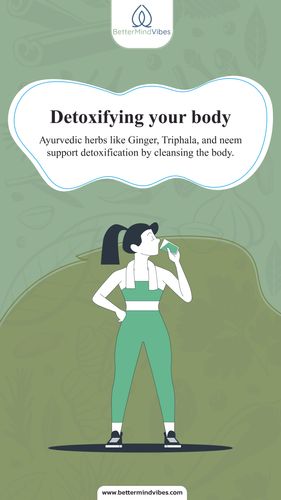 BetterMindVibes
Detoxifying your body
Ayurvedic herbs like Ginger, Triphala, and neem
support detoxification by cleansing the body.
www.bettermindvibes.com